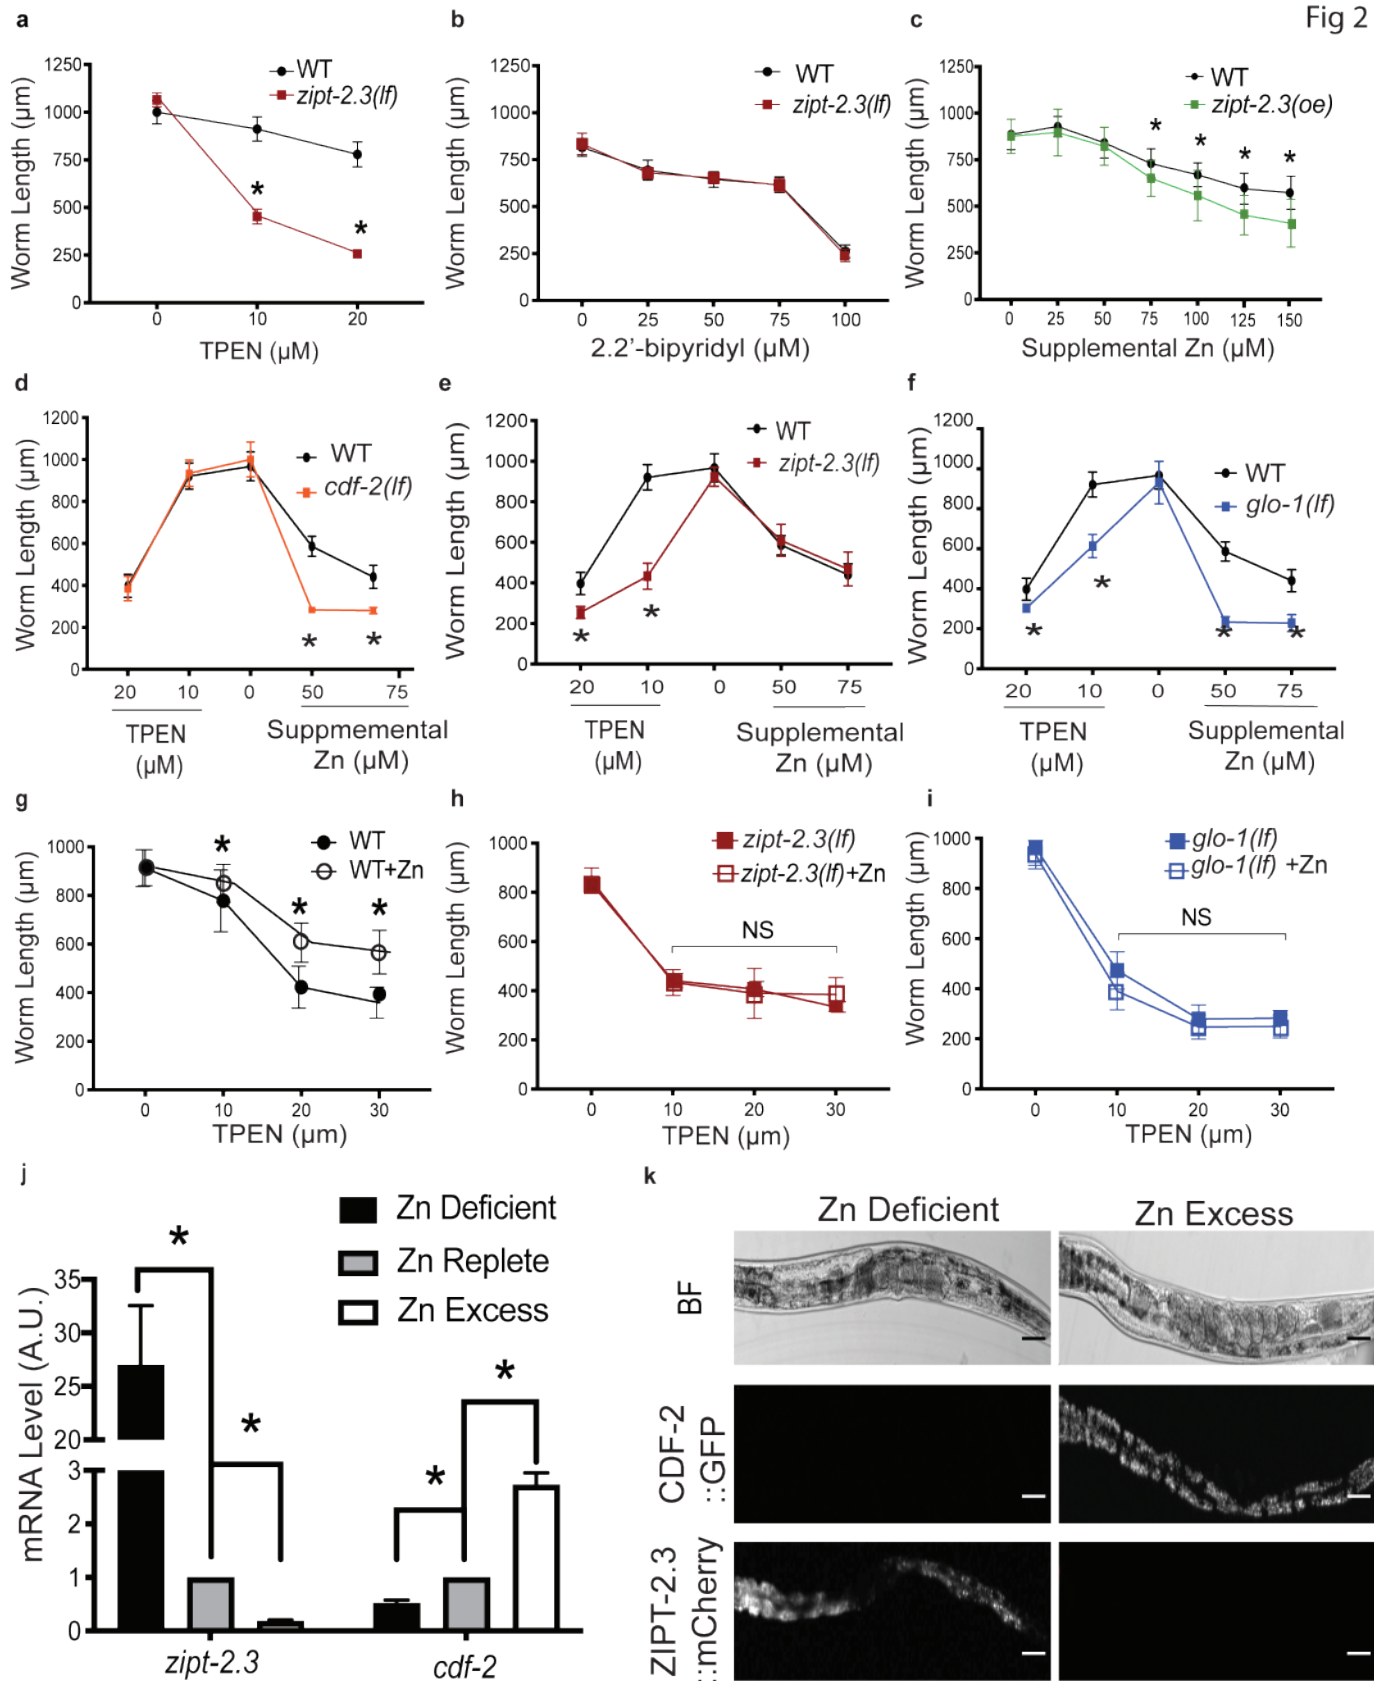 Fig 2
a
1250
1000
750
500
250
0
Worm Length (µm)
WT
zipt-2.3(lf)
*
*
0 10 20
TPEN (µM)
b
1250
1000
750
500
250
0
Worm Length (µm)
WT
zipt-2.3(lf)
0 25 50 75 100
2.2'-bipyridyl (µM)
c
1250
1000
750
500
250
0
Worm Length (µm)
WT
zipt-2.3(oe)
* * * *
0 25 50 75 100 125 150
Supplemental Zn (µM)
d
1200
1000
800
600
400
200
0
Worm Length (µm)
WT
cdf-2(lf)
* *
20 10 0 50 75
TPEN
(µM)
Suppmemental
Zn (µM)
e
1200
1000
800
600
400
200
0
Worm Length (µm)
WT
zipt-2.3(lf)
* *
20 10 0 50 75
TPEN
(µM)
Supplemental
Zn (µM)
f
1200
1000
800
600
400
200
0
Worm Length (µm)
WT
glo-1(lf)
* * * *
20 10 0 50 75
TPEN
(µM)
Supplemental
Zn (µM)
g
1000
800
600
400
200
0
Worm Length (µm)
WT
WT+Zn
* * *
0 10 20 30
TPEN (µm)
h
1000
800
600
400
200
0
Worm Length (µm)
zipt-2.3(lf)
zipt-2.3(lf)+Zn
NS
0 10 20 30
TPEN (µm)
i
1000
800
600
400
200
0
Worm Length (µm)
glo-1(lf)
glo-1(lf) +Zn
NS
0 10 20 30
TPEN (µm)
j
Zn Deficient
Zn Replete
Zn Excess
35
30
25
20
3
2
1
0
mRNA Level (A.U.)
* * * *
zipt-2.3 cdf-2
k
Zn Deficient Zn Excess
BF
CDF-2
::GFP
ZIPT-2.3
::mCherry